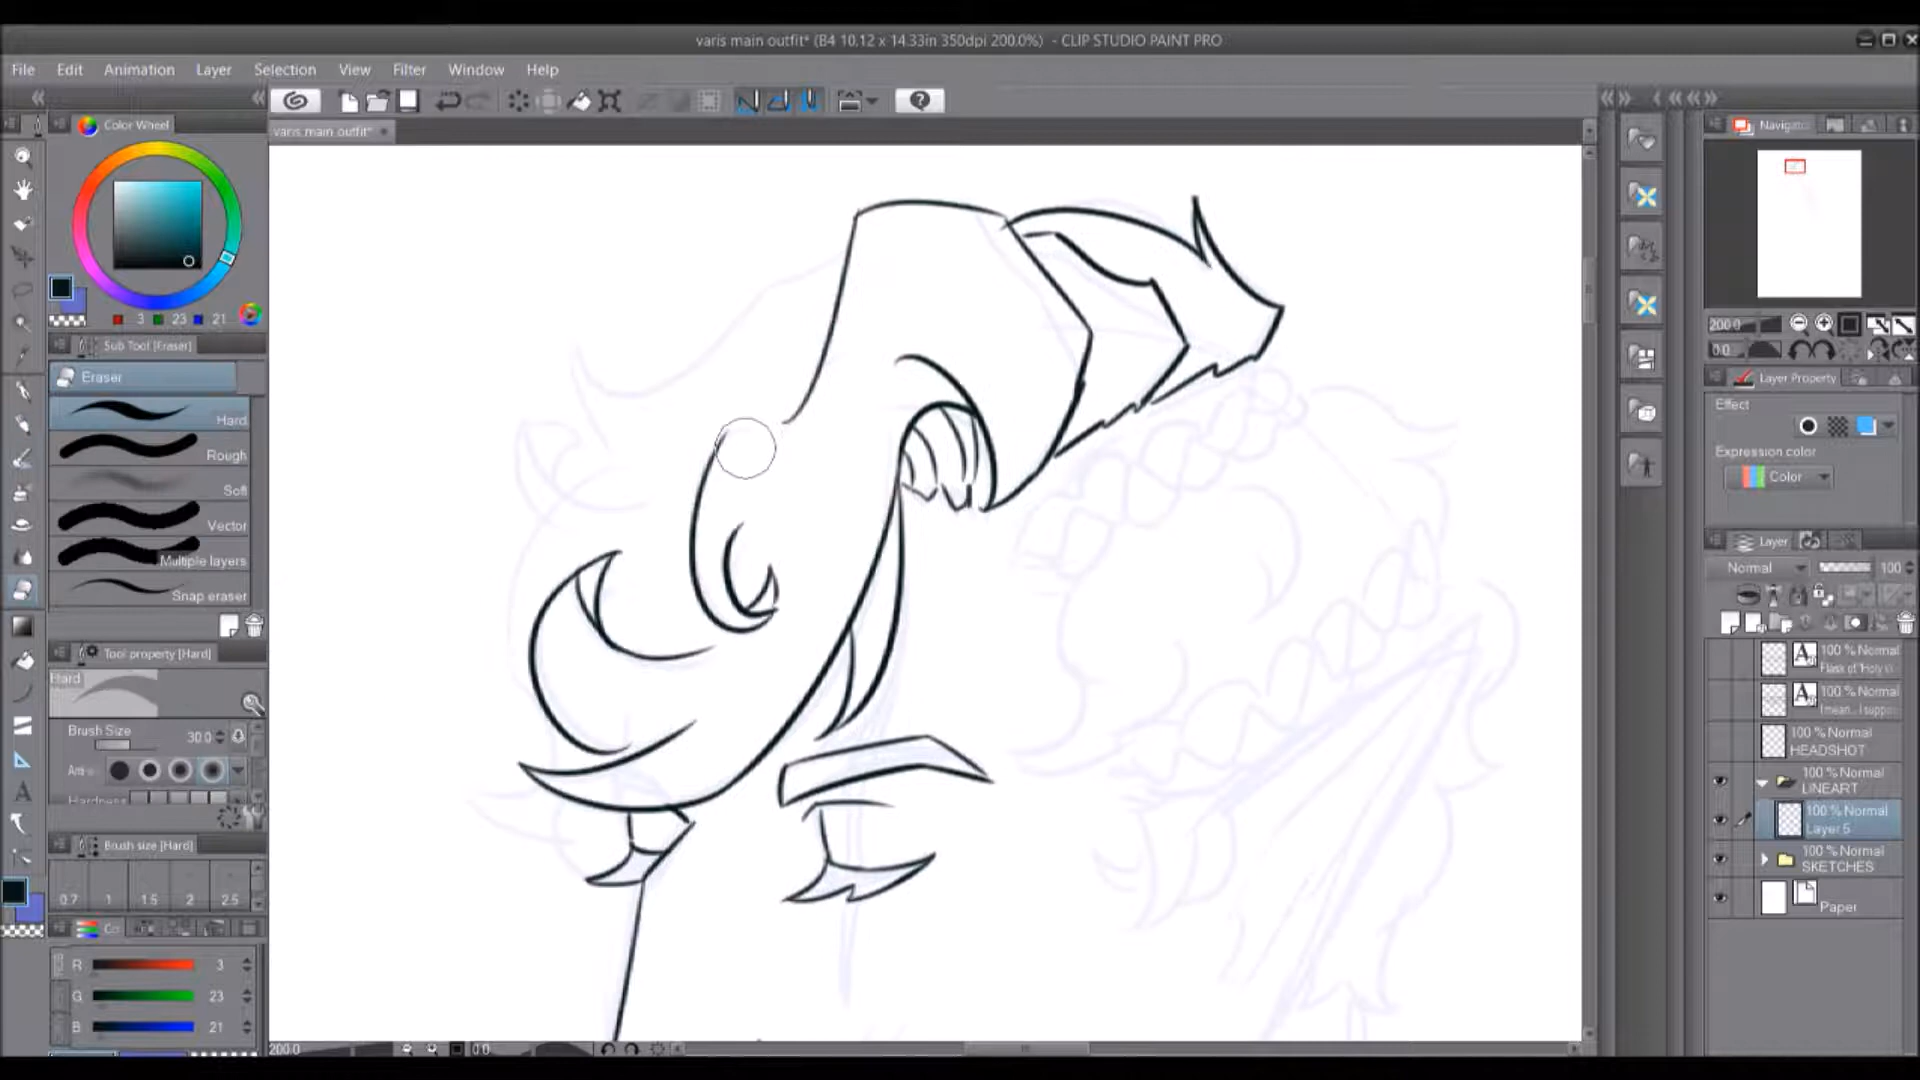 varis main outfit* (B4 10.12 x 14.33in 350dpi 200.0%) - CLIP STUDIO PAINT PRO
File Edit Animation Layer Selection View Filter Window Help
Color Wheel
varis main outfit*
Navigator
3 23 21
200.0
0.0
Sub Tool [Eraser]
Eraser
Layer Property
Hard
Effect
Rough
Expression color
Color
Soft
Vector
Layer
Multiple layers
Normal 100
Snap eraser
Tool property [Hard]
100 % Normal
Hard
100 % Normal
Brush Size 30.0
100 % Normal
HEADSHOT
Hardness
100 % Normal
LINEART
100 % Normal
Layer 5
Brush size [Hard]
100 % Normal
SKETCHES
0.7 1 1.5 2 2.5
Paper
R 3
G 23
B 21
200.0 0.0